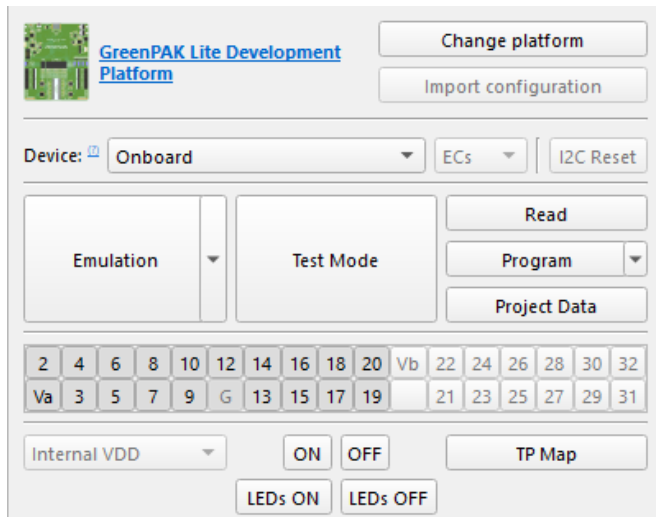 GreenPAK Lite Development
Platform
Change platform
Import configuration
Device: Onboard ECs I2C Reset
Emulation
Test Mode
Read
Program
Project Data
2 4 6 8 10 12 14 16 18 20 Vb 22 24 26 28 30 32
Va 3 5 7 9 G 13 15 17 19 21 23 25 27 29 31
Internal VDD ON OFF TP Map
LEDs ON LEDs OFF